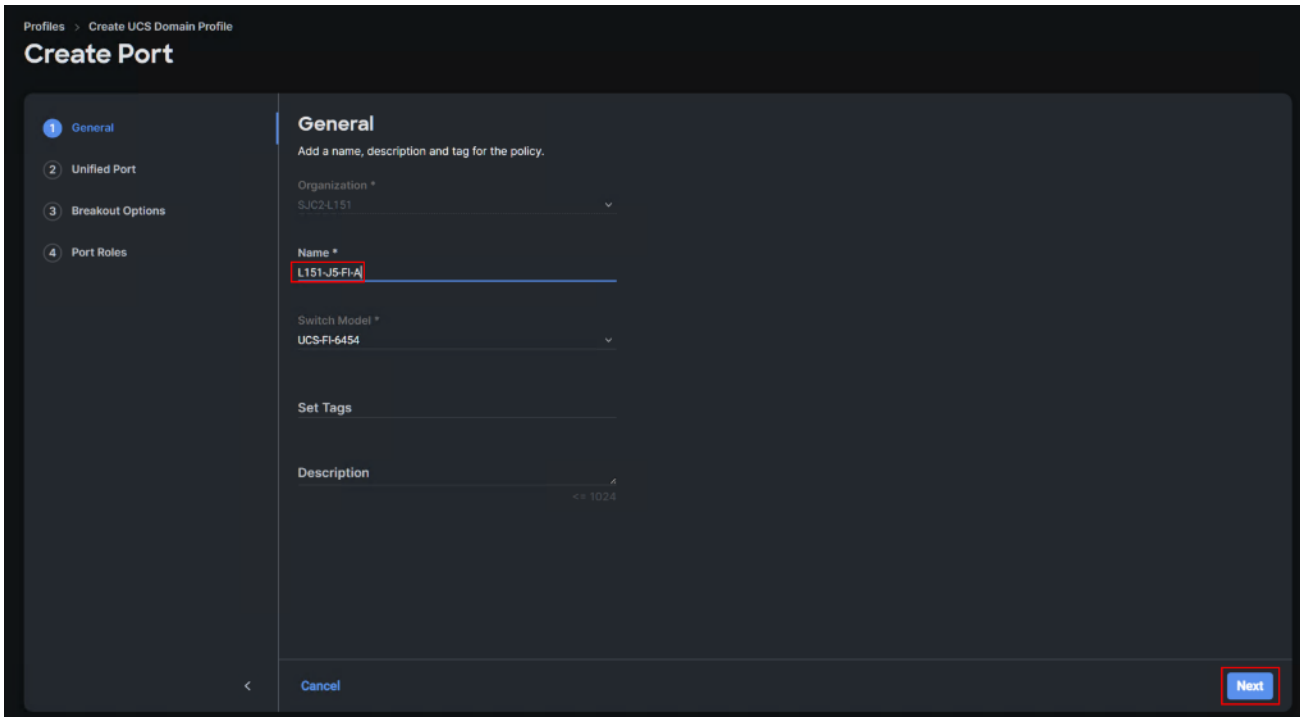 Profiles > Create UCS Domain Profile
Create Port
1 General
2 Unified Port
3 Breakout Options
4 Port Roles
General
Add a name, description and tag for the policy.
Organization *
SJC2-L151
Name *
L151-J5-FI-A
Switch Model *
UCS-FI-6454
Set Tags
Description
<= 1024
Cancel
Next